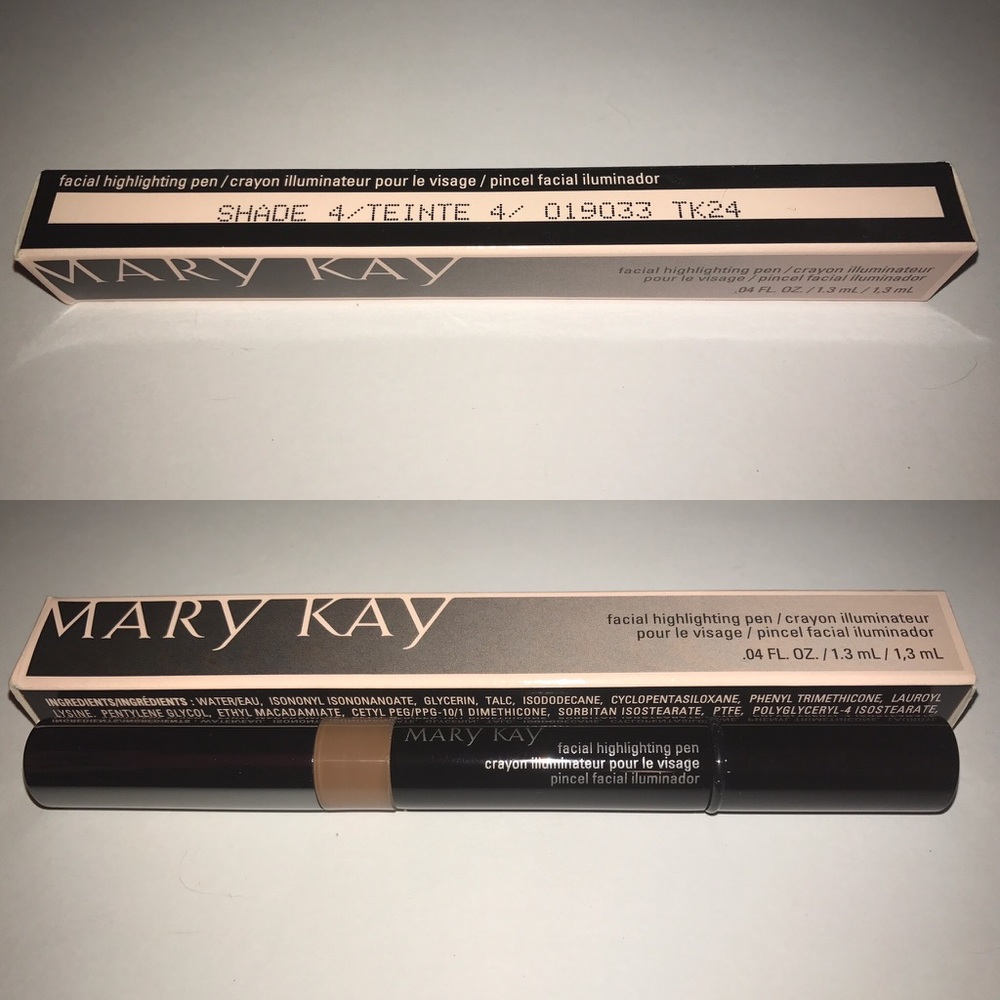 facial highlighting pen / crayon illuminateur pour le visage / pincel facial iluminador
SHADE 4/TEINTE 4/ 019033 TK24
MARY KAY
facial highlighting pen / crayon illuminateur
pour le visage / pincel facial iluminador
.04 FL. OZ. / 1.3 mL / 1,3 mL
MARY KAY
facial highlighting pen / crayon illuminateur
pour le visage / pincel facial iluminador
.04 FL. OZ. / 1.3 mL / 1,3 mL
INGREDIENTS/INGRÉDIENTS : WATER/EAU, ISONONYL ISONONANOATE, GLYCERIN, TALC, ISODODECANE, CYCLOPENTASILOXANE, PHENYL TRIMETHICONE, LAUROYL
LYSINE, PENTYLENE GLYCOL, ETHYL MACADAMIATE, CETYL PEG/PPG-10/1 DIMETHICONE, SORBITAN ISOSTEARATE, PTFE, POLYGLYCERYL-4 ISOSTEARATE,
MARY KAY
facial highlighting pen
crayon illuminateur pour le visage
pincel facial iluminador